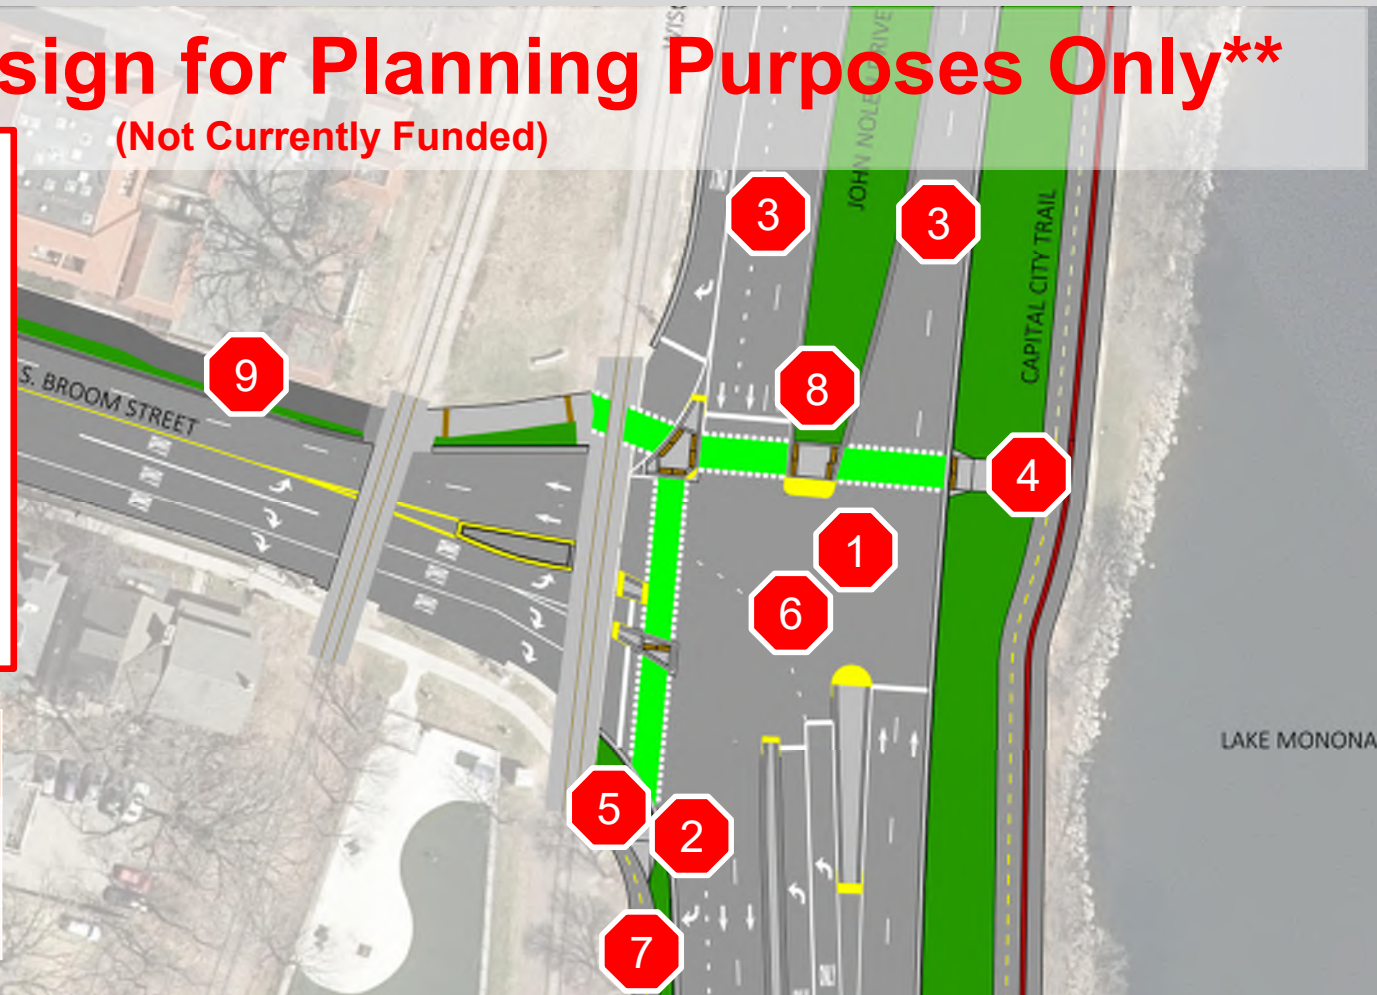 sign for Planning Purposes Only**
(Not Currently Funded)
JOHN NOLEN DRIVE
3
3
CAPITAL CITY TRAIL
9
8
S. BROOM STREET
4
1
6
LAKE MONONA
5
2
7
ONLY